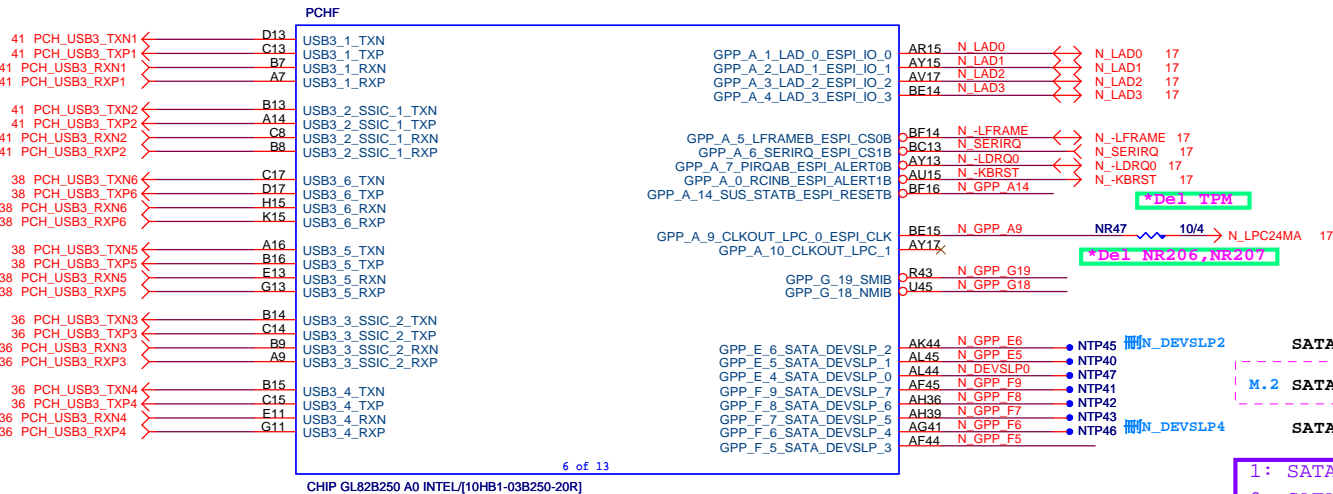 PCHF
41 PCH_USB3_TXN1 D13 USB3_1_TXN
41 PCH_USB3_TXP1 C13 USB3_1_TXP
41 PCH_USB3_RXN1 B7 USB3_1_RXN
41 PCH_USB3_RXP1 A7 USB3_1_RXP
41 PCH_USB3_TXN2 B13 USB3_2_SSIC_1_TXN
41 PCH_USB3_TXP2 A14 USB3_2_SSIC_1_TXP
41 PCH_USB3_RXN2 C8 USB3_2_SSIC_1_RXN
41 PCH_USB3_RXP2 B8 USB3_2_SSIC_1_RXP
38 PCH_USB3_TXN6 C17 USB3_6_TXN
38 PCH_USB3_TXP6 D17 USB3_6_TXP
38 PCH_USB3_RXN6 H15 USB3_6_RXN
38 PCH_USB3_RXP6 K15 USB3_6_RXP
38 PCH_USB3_TXN5 A16 USB3_5_TXN
38 PCH_USB3_TXP5 B16 USB3_5_TXP
38 PCH_USB3_RXN5 E13 USB3_5_RXN
38 PCH_USB3_RXP5 G13 USB3_5_RXP
36 PCH_USB3_TXN3 B14 USB3_3_SSIC_2_TXN
36 PCH_USB3_TXP3 C14 USB3_3_SSIC_2_TXP
36 PCH_USB3_RXN3 B9 USB3_3_SSIC_2_RXN
36 PCH_USB3_RXP3 A9 USB3_3_SSIC_2_RXP
36 PCH_USB3_TXN4 B15 USB3_4_TXN
36 PCH_USB3_TXP4 C15 USB3_4_TXP
36 PCH_USB3_RXN4 E11 USB3_4_RXN
36 PCH_USB3_RXP4 G11 USB3_4_RXP
GPP_A_1_LAD_0_ESPI_IO_0 AR15 N_LAD0 N_LAD0 17
GPP_A_2_LAD_1_ESPI_IO_1 AY15 N_LAD1 N_LAD1 17
GPP_A_3_LAD_2_ESPI_IO_2 AV17 N_LAD2 N_LAD2 17
GPP_A_4_LAD_3_ESPI_IO_3 BE14 N_LAD3 N_LAD3 17
GPP_A_5_LFRAMEB_ESPI_CS0B BF14 N_-LFRAME N_-LFRAME 17
GPP_A_6_SERIRQ_ESPI_CS1B BC13 N_SERIRQ N_SERIRQ 17
GPP_A_7_PIRQAB_ESPI_ALERT0B AY13 N_-LDRQ0 N_-LDRQ0 17
GPP_A_0_RCINB_ESPI_ALERT1B AU15 N_-KBRST N_-KBRST 17
GPP_A_14_SUS_STATB_ESPI_RESETB BF16 N_GPP_A14
*Del TPM
GPP_A_9_CLKOUT_LPC_0_ESPI_CLK BE15 N_GPP_A9 NR47 10/4 N_LPC24MA 17
GPP_A_10_CLKOUT_LPC_1 AY17
*Del NR206,NR207
GPP_G_19_SMIB R43 N_GPP_G19
GPP_G_18_NMIB U45 N_GPP_G18
GPP_E_6_SATA_DEVSLP_2 AK44 N_GPP_E6 NTP45 N_DEVSLP2 SATA
GPP_E_5_SATA_DEVSLP_1 AL45 N_GPP_E5 NTP40
GPP_E_4_SATA_DEVSLP_0 AL44 N_DEVSLP0 NTP47
GPP_F_9_SATA_DEVSLP_7 AF45 N_GPP_F9 NTP41 M.2 SATA
GPP_F_8_SATA_DEVSLP_6 AH36 N_GPP_F8 NTP42
GPP_F_7_SATA_DEVSLP_5 AH39 N_GPP_F7 NTP43
GPP_F_6_SATA_DEVSLP_4 AG41 N_GPP_F6 NTP46 N_DEVSLP4 SATA
GPP_F_5_SATA_DEVSLP_3 AF44 N_GPP_F5
6 of 13
1: SATA
CHIP GL82B250 A0 INTEL/[10HB1-03B250-20R]